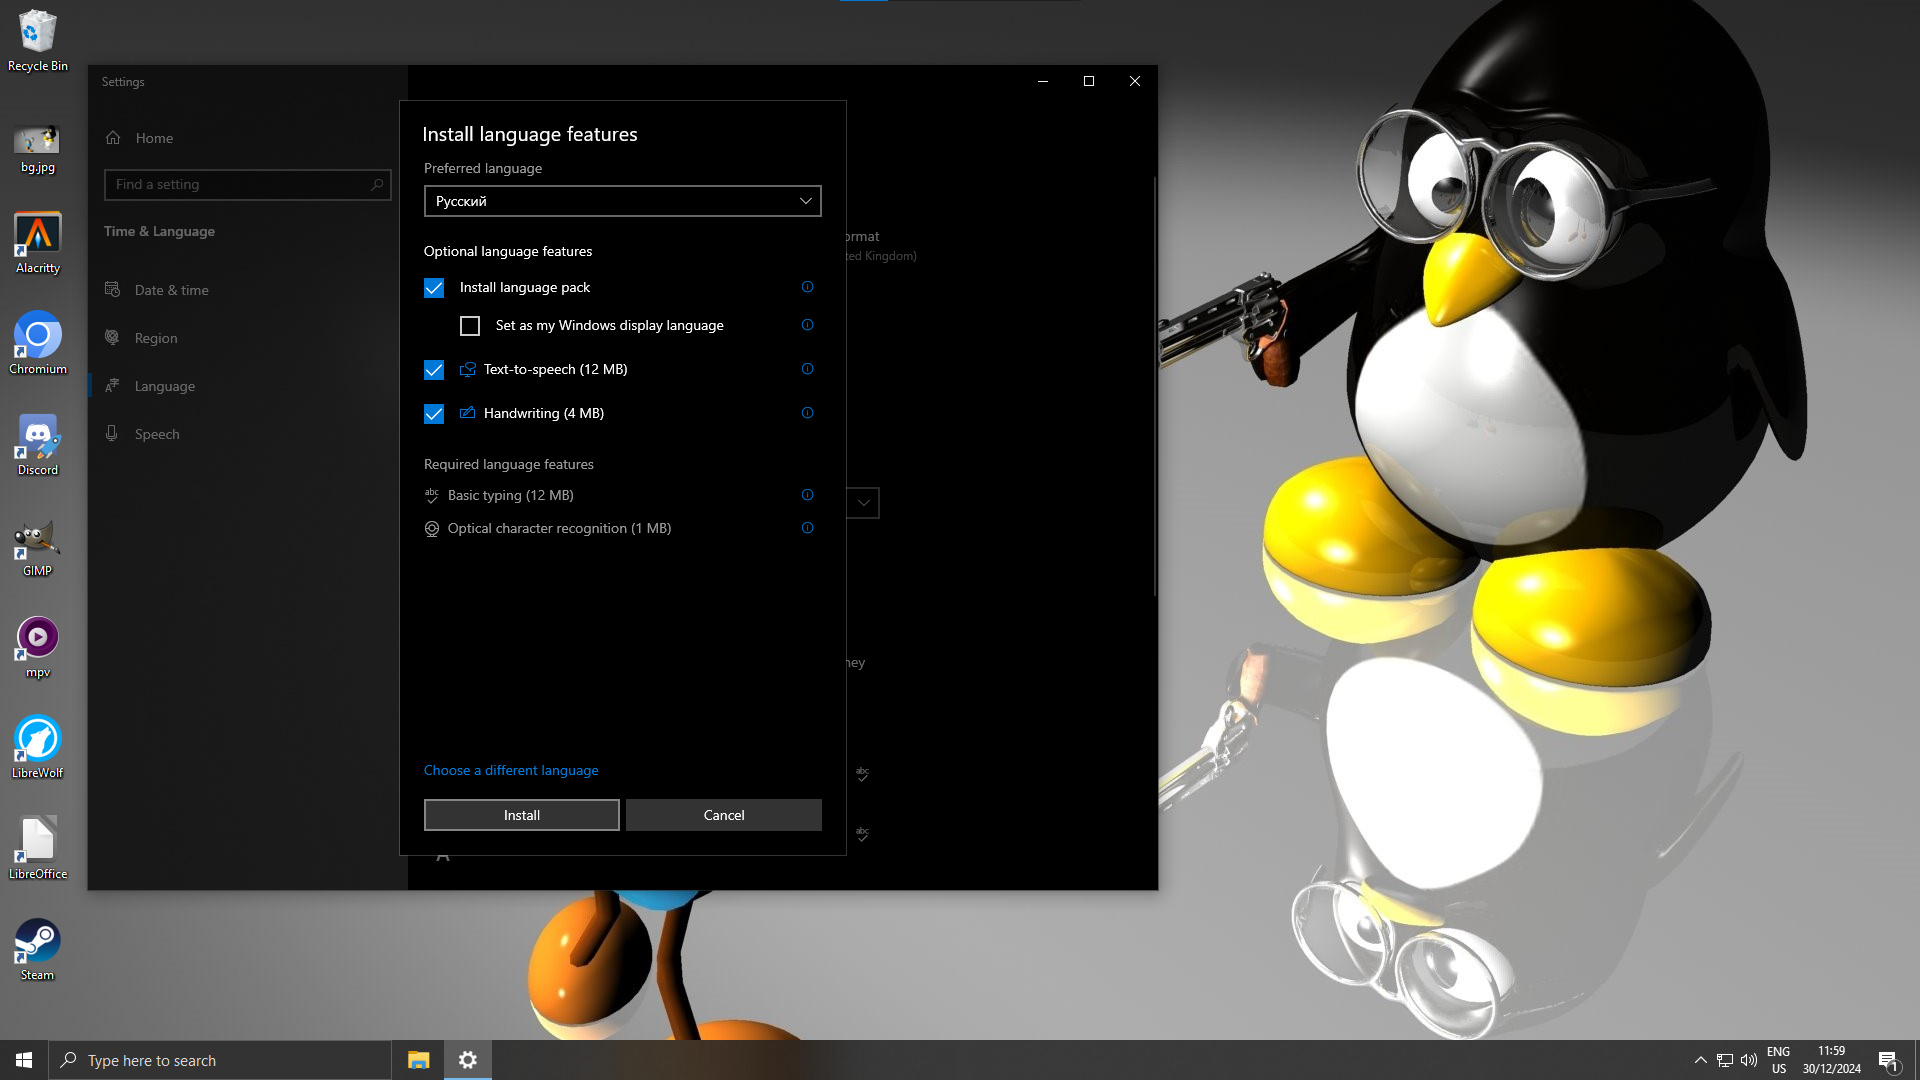 Recycle Bin
bg.jpg
Alacritty
Chromium
Discord
GIMP
mpv
LibreWolf
LibreOffice
Steam
Settings
Home
Find a setting
Time & Language
Date & time
Region
Language
Speech
Install language features
Preferred language
Русский
Optional language features
Install language pack
Set as my Windows display language
Text-to-speech (12 MB)
Handwriting (4 MB)
Required language features
abc
Basic typing (12 MB)
Optical character recognition (1 MB)
Choose a different language
Install
Cancel
abc
abc
Type here to search
ENG
US
11:59
30/12/2024
1